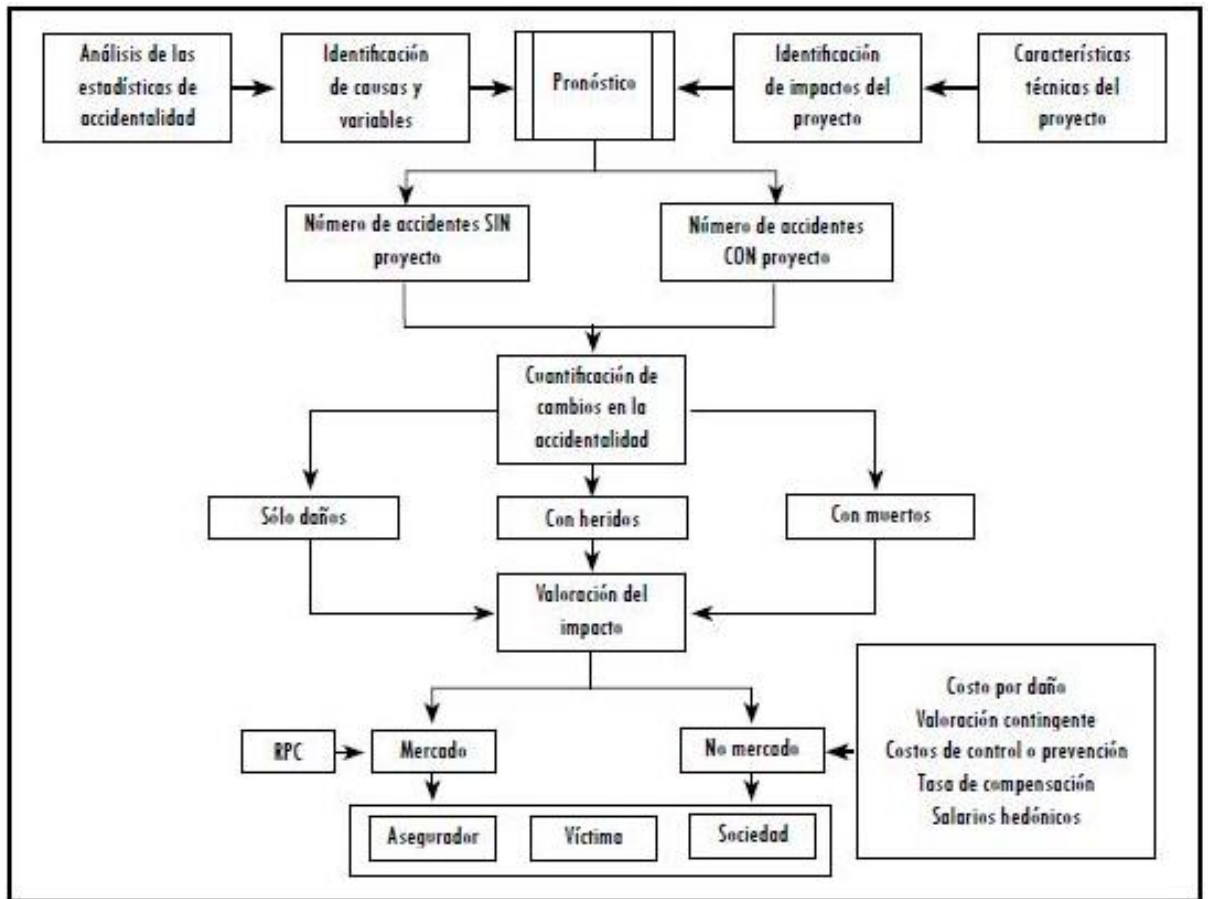 Análisis de las
estadísticas de
accidentalidad
Identificación
de causas y
variables
Pronóstico
Identificación
de impactos del
proyecto
Características
técnicas del
proyecto
Número de accidentes SIN
proyecto
Número de accidentes
CON proyecto
Cuantificación de
cambios en la
accidentalidad
Sólo daños
Con heridos
Con muertos
Valoración del
impacto
RPC
Mercado
No mercado
Costo por daño
Valoración contingente
Costos de control o prevención
Tasa de compensación
Salarios hedónicos
Asegurador
Víctima
Sociedad